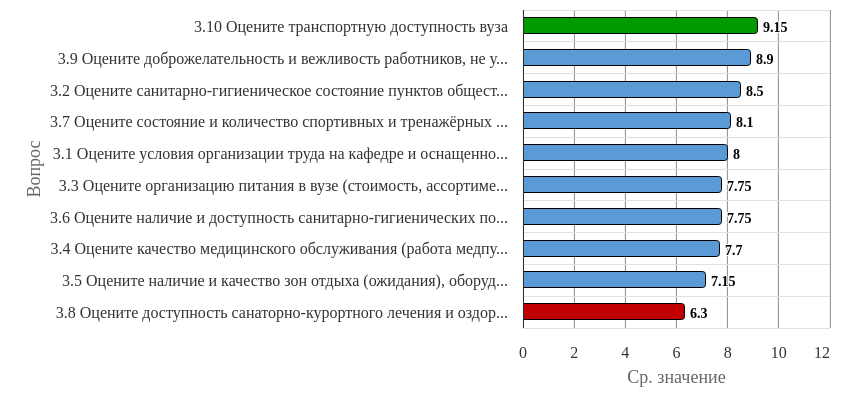 3.10 Оцените транспортную доступность вуза 9.15
3.9 Оцените доброжелательность и вежливость работников, не у... 8.9
3.2 Оцените санитарно-гигиеническое состояние пунктов общест... 8.5
3.7 Оцените состояние и количество спортивных и тренажёрных ... 8.1
3.1 Оцените условия организации труда на кафедре и оснащенно... 8
3.3 Оцените организацию питания в вузе (стоимость, ассортиме... 7.75
3.6 Оцените наличие и доступность санитарно-гигиенических по... 7.75
3.4 Оцените качество медицинского обслуживания (работа медпу... 7.7
3.5 Оцените наличие и качество зон отдыха (ожидания), оборуд... 7.15
3.8 Оцените доступность санаторно-курортного лечения и оздор... 6.3
Вопрос
0 2 4 6 8 10 12
Ср. значение